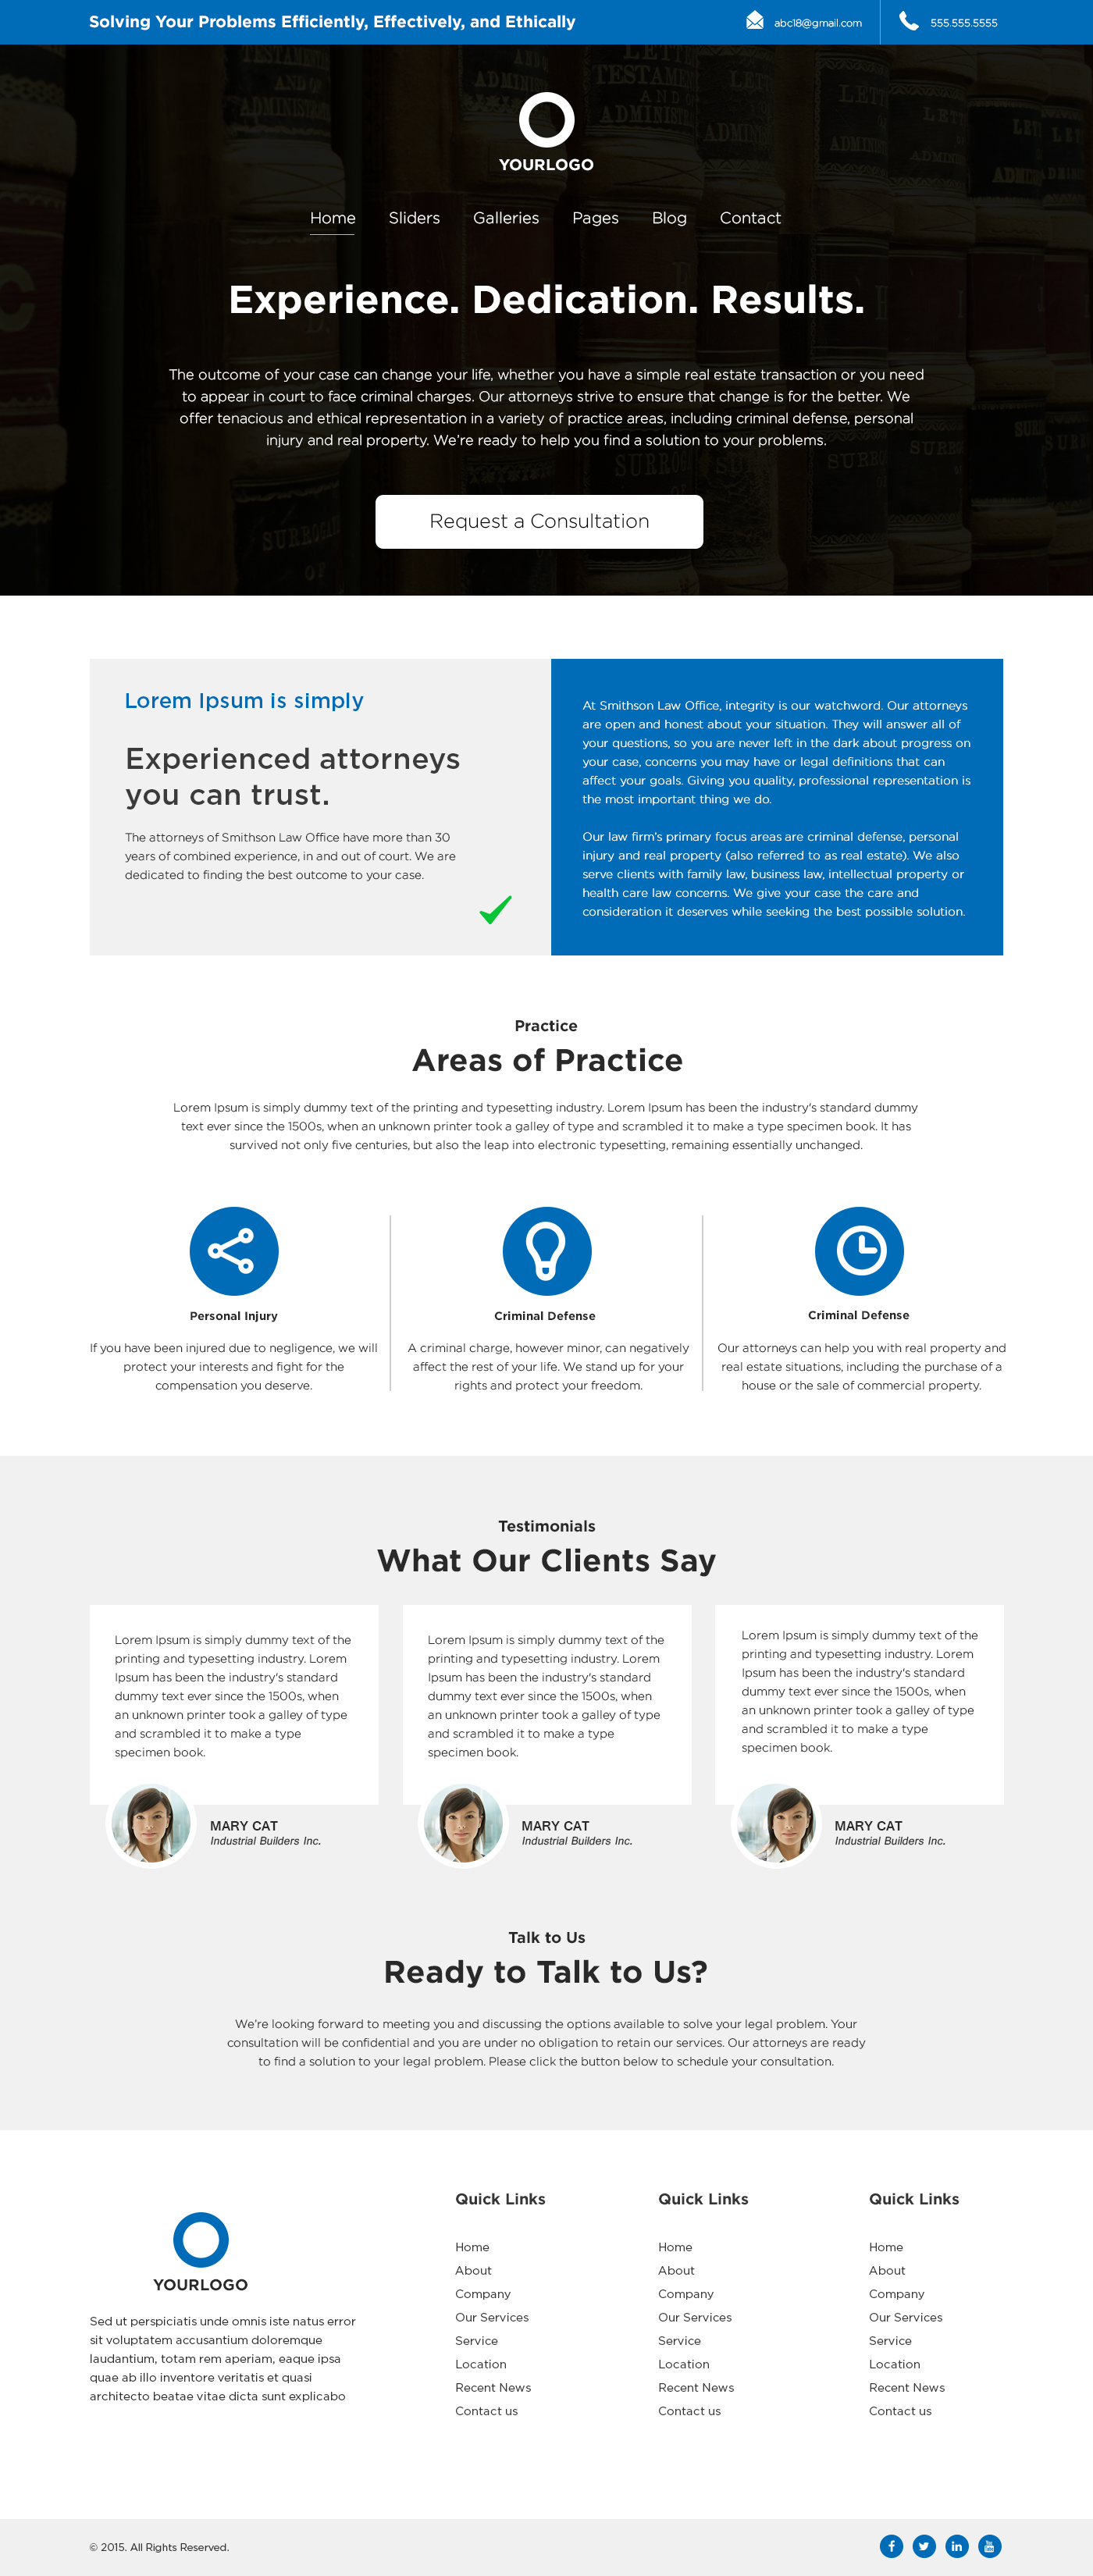 Solving Your Problems Efficiently, Effectively, and Ethically
abc18@gmail.com
555.555.5555
YOURLOGO
Home Sliders Galleries Pages Blog Contact
Experience. Dedication. Results.
The outcome of your case can change your life, whether you have a simple real estate transaction or you need
to appear in court to face criminal charges. Our attorneys strive to ensure that change is for the better. We
offer tenacious and ethical representation in a variety of practice areas, including criminal defense, personal
injury and real property. We’re ready to help you find a solution to your problems.
Request a Consultation
Lorem Ipsum is simply
Experienced attorneys
you can trust.
The attorneys of Smithson Law Office have more than 30
years of combined experience, in and out of court. We are
dedicated to finding the best outcome to your case.
At Smithson Law Office, integrity is our watchword. Our attorneys
are open and honest about your situation. They will answer all of
your questions, so you are never left in the dark about progress on
your case, concerns you may have or legal definitions that can
affect your goals. Giving you quality, professional representation is
the most important thing we do.
Our law firm’s primary focus areas are criminal defense, personal
injury and real property (also referred to as real estate). We also
serve clients with family law, business law, intellectual property or
health care law concerns. We give your case the care and
consideration it deserves while seeking the best possible solution.
Practice
Areas of Practice
Lorem Ipsum is simply dummy text of the printing and typesetting industry. Lorem Ipsum has been the industry's standard dummy
text ever since the 1500s, when an unknown printer took a galley of type and scrambled it to make a type specimen book. It has
survived not only five centuries, but also the leap into electronic typesetting, remaining essentially unchanged.
Personal Injury
If you have been injured due to negligence, we will
protect your interests and fight for the
compensation you deserve.
Criminal Defense
A criminal charge, however minor, can negatively
affect the rest of your life. We stand up for your
rights and protect your freedom.
Criminal Defense
Our attorneys can help you with real property and
real estate situations, including the purchase of a
house or the sale of commercial property.
Testimonials
What Our Clients Say
Lorem Ipsum is simply dummy text of the
printing and typesetting industry. Lorem
Ipsum has been the industry's standard
dummy text ever since the 1500s, when
an unknown printer took a galley of type
and scrambled it to make a type
specimen book.
MARY CAT
Industrial Builders Inc.
Lorem Ipsum is simply dummy text of the
printing and typesetting industry. Lorem
Ipsum has been the industry's standard
dummy text ever since the 1500s, when
an unknown printer took a galley of type
and scrambled it to make a type
specimen book.
MARY CAT
Industrial Builders Inc.
Lorem Ipsum is simply dummy text of the
printing and typesetting industry. Lorem
Ipsum has been the industry's standard
dummy text ever since the 1500s, when
an unknown printer took a galley of type
and scrambled it to make a type
specimen book.
MARY CAT
Industrial Builders Inc.
Talk to Us
Ready to Talk to Us?
We’re looking forward to meeting you and discussing the options available to solve your legal problem. Your
consultation will be confidential and you are under no obligation to retain our services. Our attorneys are ready
to find a solution to your legal problem. Please click the button below to schedule your consultation.
YOURLOGO
Sed ut perspiciatis unde omnis iste natus error
sit voluptatem accusantium doloremque
laudantium, totam rem aperiam, eaque ipsa
quae ab illo inventore veritatis et quasi
architecto beatae vitae dicta sunt explicabo
Quick Links
Home
About
Company
Our Services
Service
Location
Recent News
Contact us
Quick Links
Home
About
Company
Our Services
Service
Location
Recent News
Contact us
Quick Links
Home
About
Company
Our Services
Service
Location
Recent News
Contact us
© 2015. All Rights Reserved.